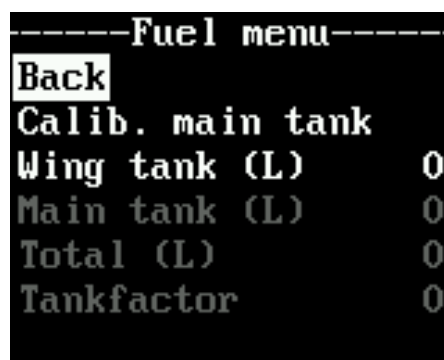 ------Fuel menu-----
Back
Calib. main tank
Wing tank (L) 0
Main tank (L) 0
Total (L) 0
Tankfactor 0